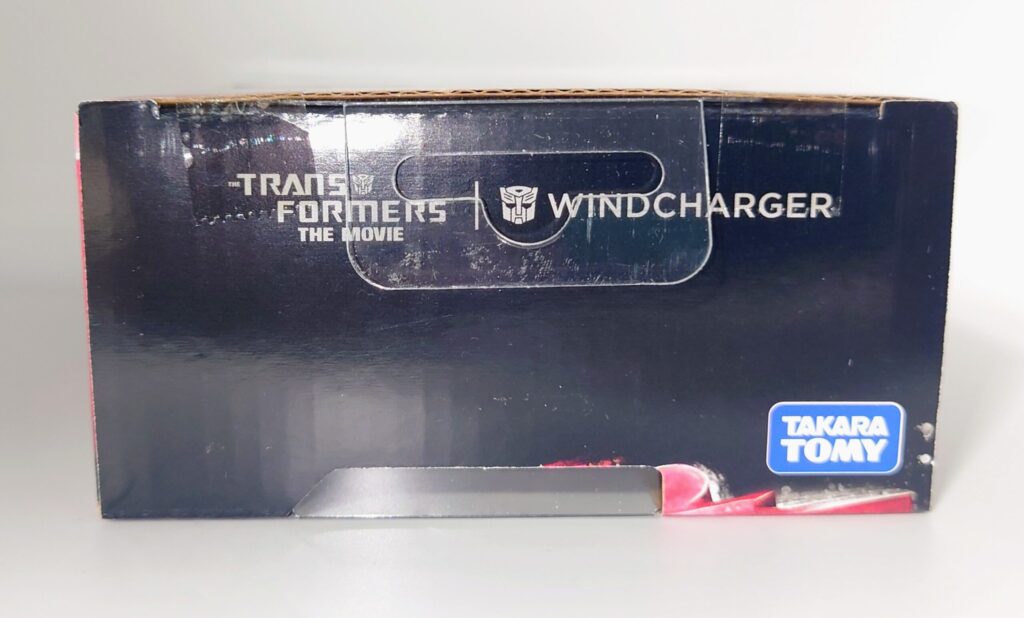 THE TRANS
FORMERS
THE MOVIE
WINDCHARGER
TAKARA
TOMY